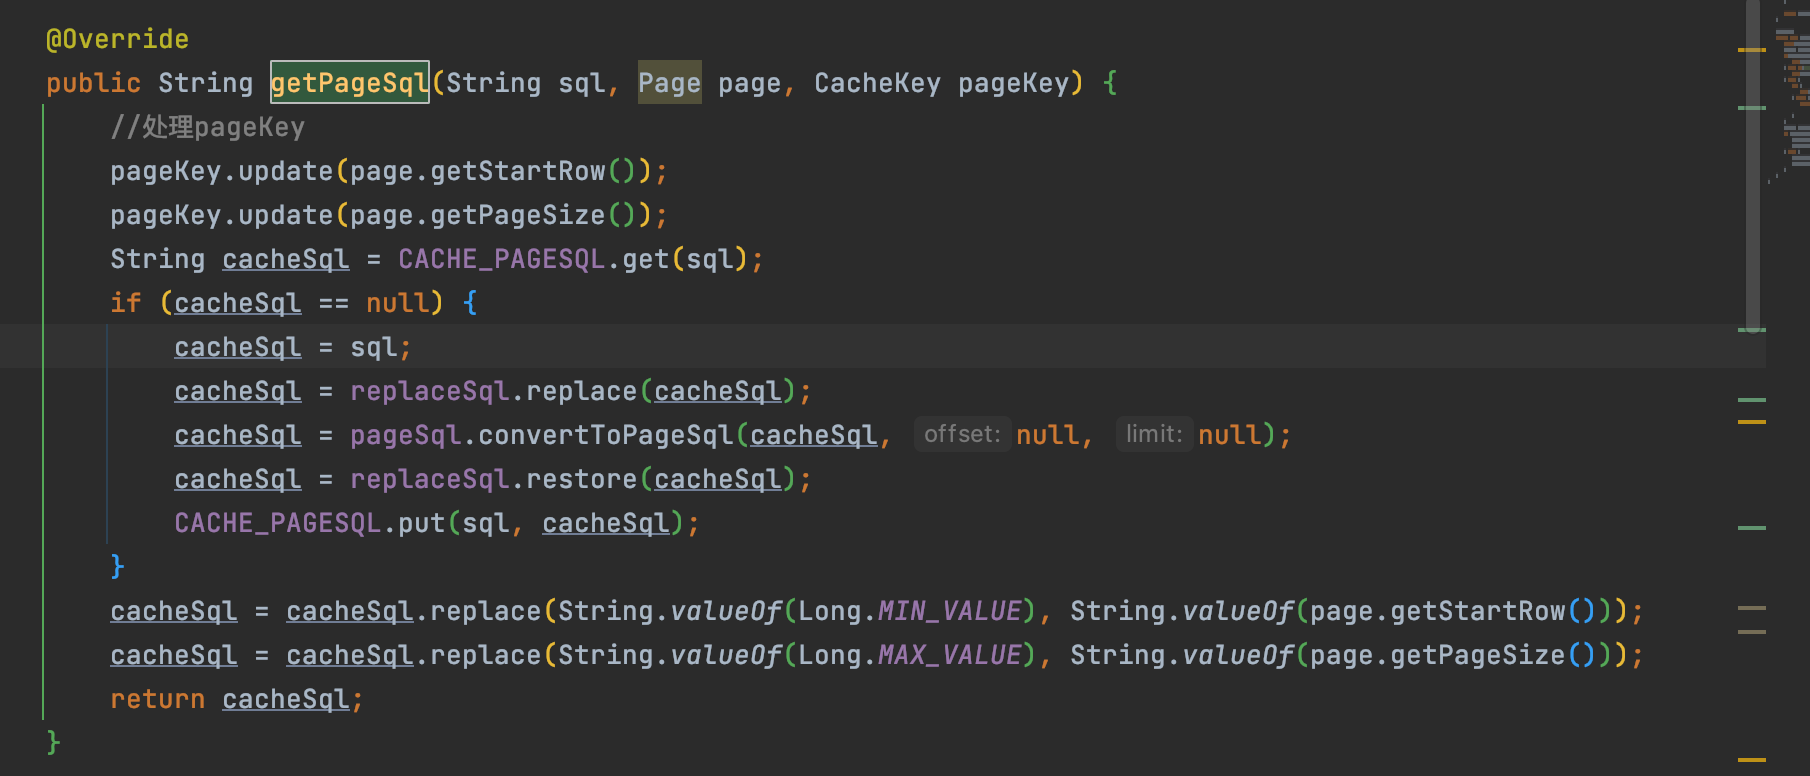 @Override
public String getPageSql(String sql, Page page, CacheKey pageKey) {
//处理pageKey
pageKey.update(page.getStartRow());
pageKey.update(page.getPageSize());
String cacheSql = CACHE_PAGESQL.get(sql);
if (cacheSql == null) {
cacheSql = sql;
cacheSql = replaceSql.replace(cacheSql);
cacheSql = pageSql.convertToPageSql(cacheSql, offset: null, limit: null);
cacheSql = replaceSql.restore(cacheSql);
CACHE_PAGESQL.put(sql, cacheSql);
}
cacheSql = cacheSql.replace(String.valueOf(Long.MIN_VALUE), String.valueOf(page.getStartRow()));
cacheSql = cacheSql.replace(String.valueOf(Long.MAX_VALUE), String.valueOf(page.getPageSize()));
return cacheSql;
}